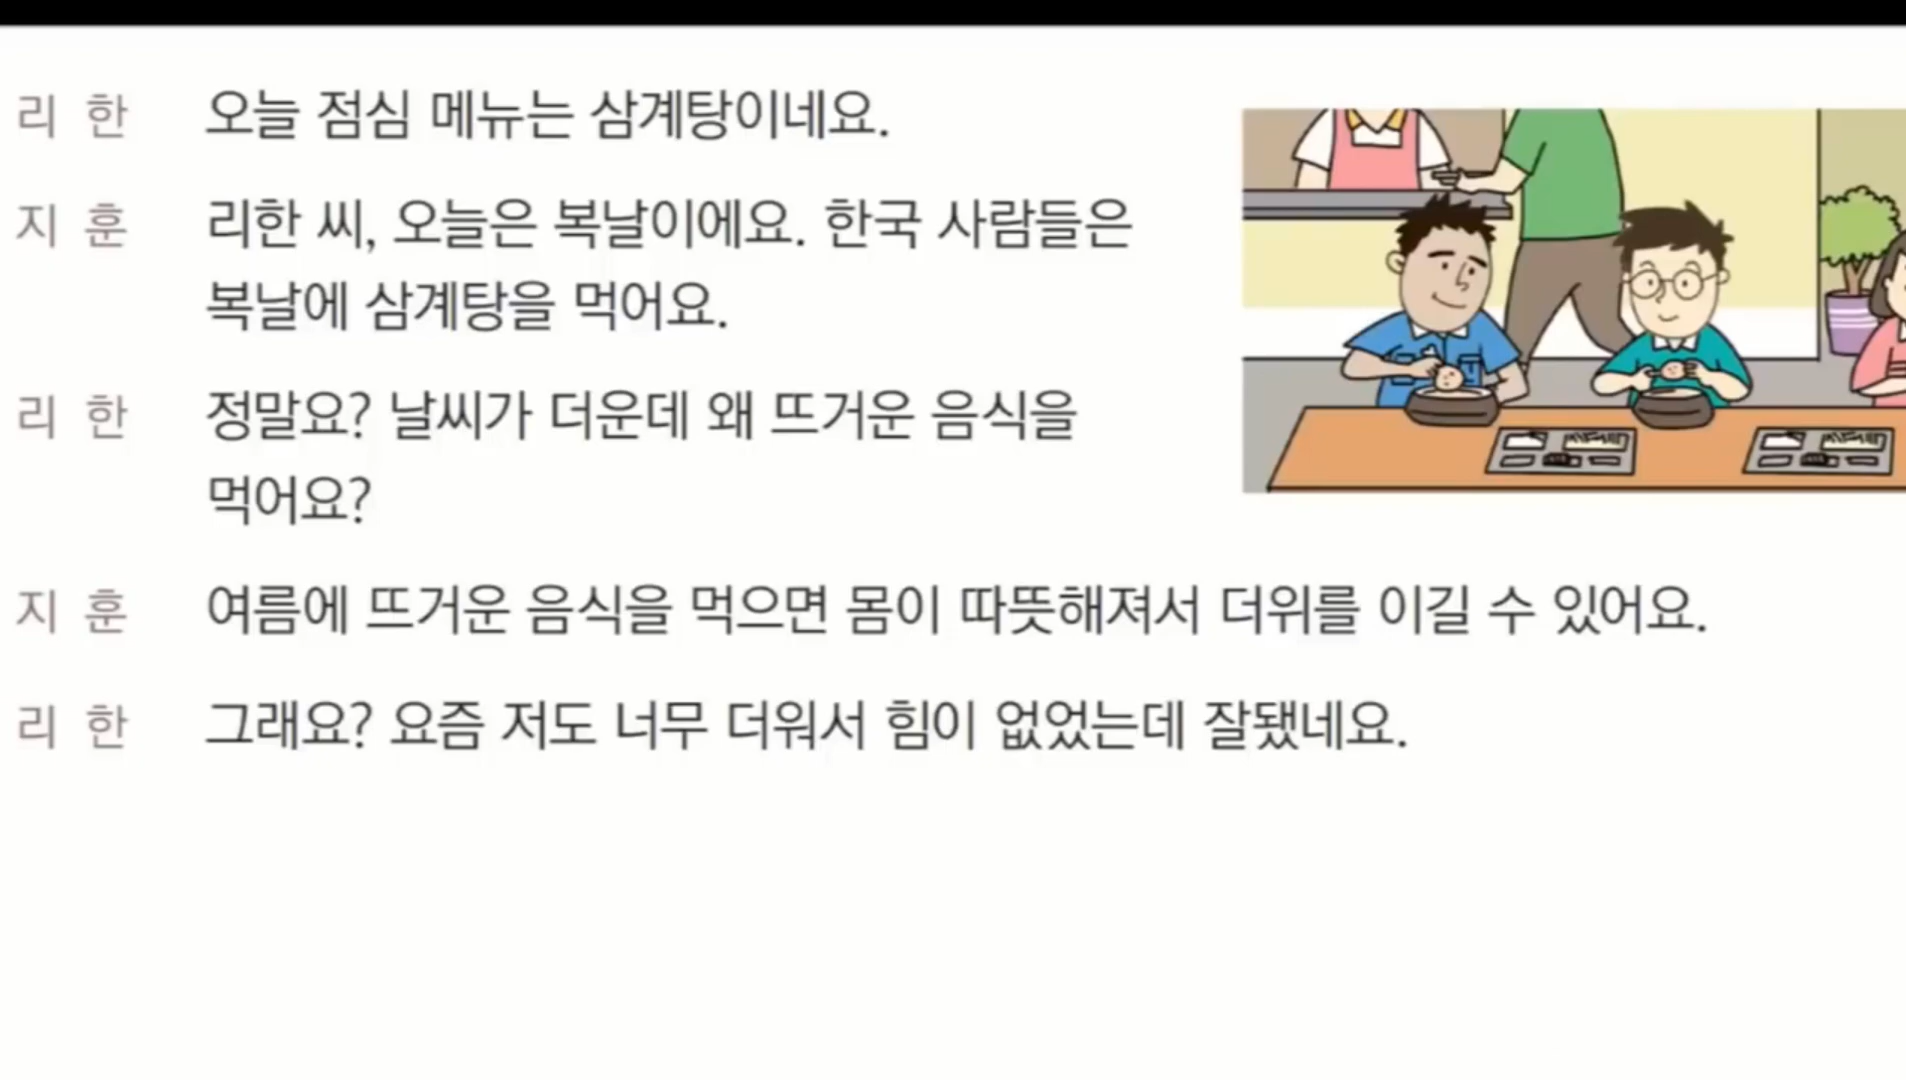 리 한 오늘 점심 메뉴는 삼계탕이네요.
지 훈 리한 씨, 오늘은 복날이에요. 한국 사람들은
복날에 삼계탕을 먹어요.
리 한 정말요? 날씨가 더운데 왜 뜨거운 음식을
먹어요?
지 훈 여름에 뜨거운 음식을 먹으면 몸이 따뜻해져서 더위를 이길 수 있어요.
리 한 그래요? 요즘 저도 너무 더워서 힘이 없었는데 잘됐네요.